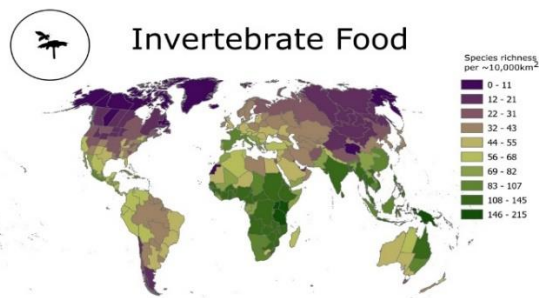 Invertebrate Food
Species richness
per ~10,000km²
0 - 11
12 - 21
22 - 31
32 - 43
44 - 55
56 - 68
69 - 82
83 - 107
108 - 145
146 - 215